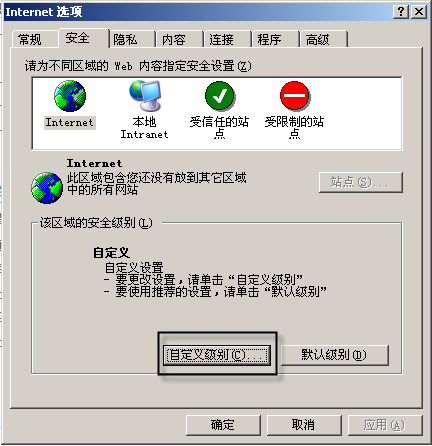 Internet 选项
常规 安全 隐私 内容 连接 程序 高级
请为不同区域的 Web 内容指定安全设置(Z)
Internet 本地 Intranet 受信任的站点 受限制的站点
Internet
此区域包含您还没有放到其它区域
中的所有网站
站点(S)...
该区域的安全级别(L)
自定义
自定义设置
- 要更改设置，请单击“自定义级别”
- 要使用推荐的设置，请单击“默认级别”
自定义级别(C)... 默认级别(D)
确定 取消 应用(A)